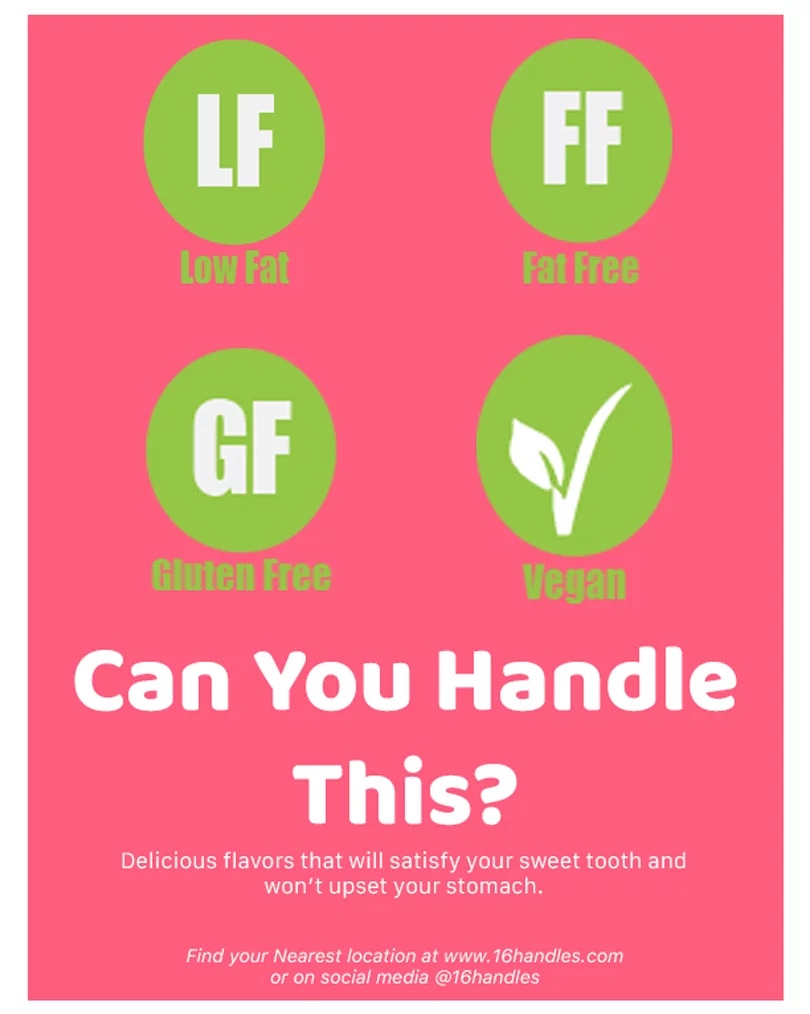 LF
FF
Low Fat
Fat Free
GF
Gluten Free
Vegan
Can You Handle
This?
Delicious flavors that will satisfy your sweet tooth and
won't upset your stomach.
Find your Nearest location at www.16handles.com
or on social media @16handles